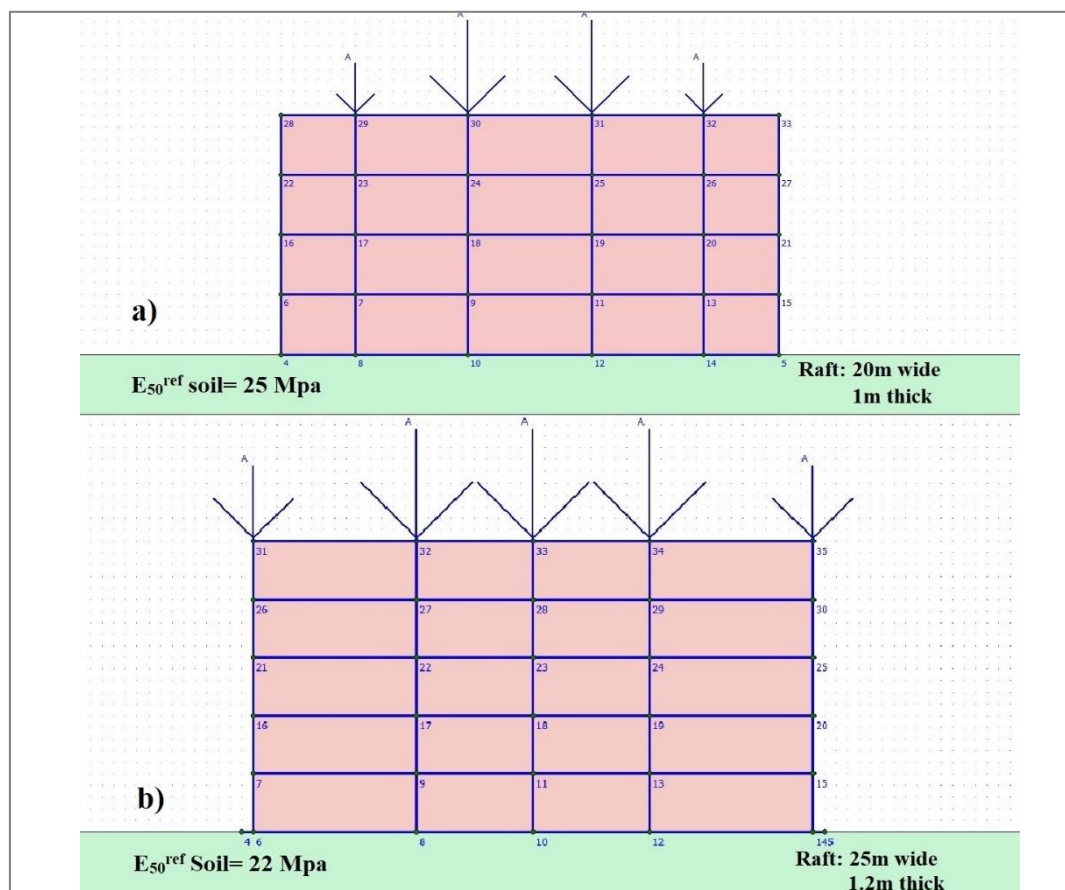 A A
A A
28 29 30 31 32 33
22 23 24 25 26 27
16 17 18 19 20 21
a)
6 7 9 11 13 15
4 8 10 12 14 5
E50ref soil= 25 Mpa
Raft: 20m wide
1m thick
A A A
A A
31 32 33 34 35
26 27 28 29 30
21 22 23 24 25
16 17 18 19 20
7 9 11 13 15
b)
4 6 8 10 12 145
E50ref Soil= 22 MPa
Raft: 25m wide
1.2m thick